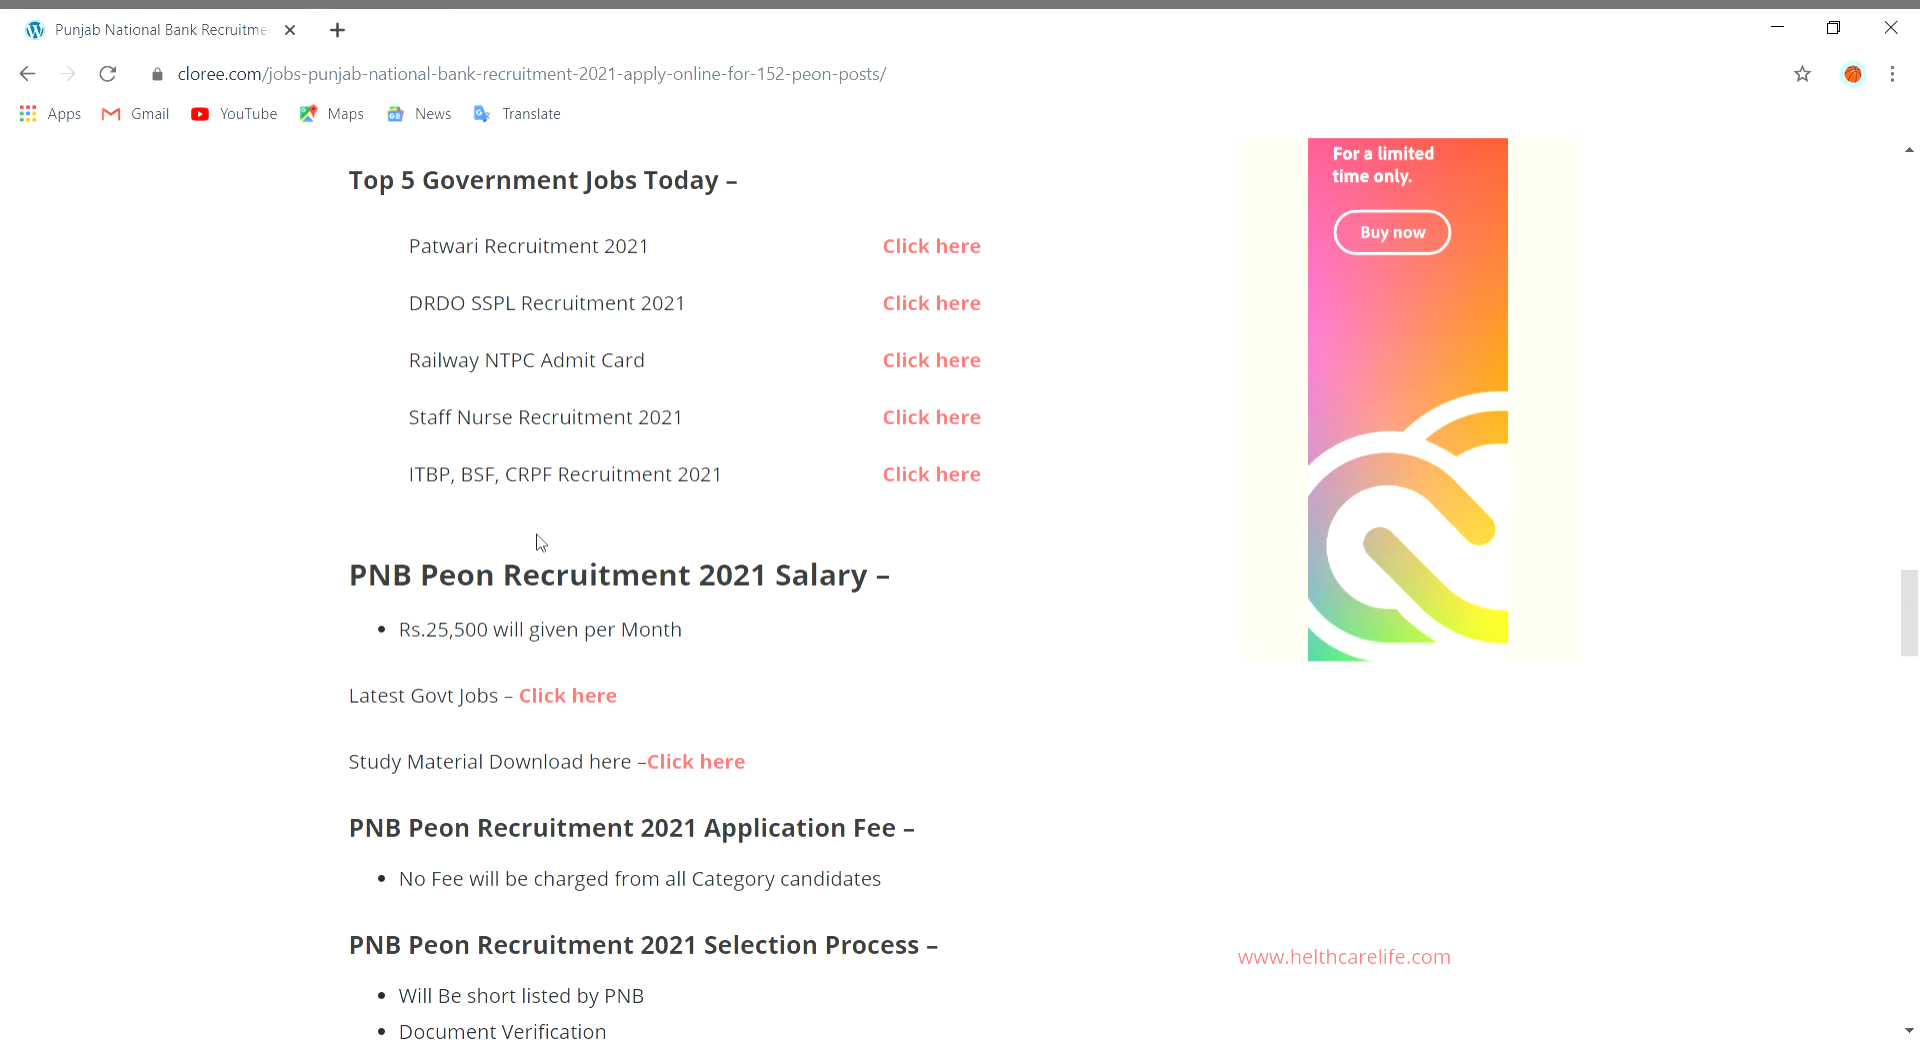 Punjab National Bank Recruitme
cloree.com/jobs-punjab-national-bank-recruitment-2021-apply-online-for-152-peon-posts/
Apps Gmail YouTube Maps News Translate
Top 5 Government Jobs Today –
Patwari Recruitment 2021 Click here
DRDO SSPL Recruitment 2021 Click here
Railway NTPC Admit Card Click here
Staff Nurse Recruitment 2021 Click here
ITBP, BSF, CRPF Recruitment 2021 Click here
PNB Peon Recruitment 2021 Salary –
Rs.25,500 will given per Month
Latest Govt Jobs – Click here
Study Material Download here –Click here
PNB Peon Recruitment 2021 Application Fee –
No Fee will be charged from all Category candidates
PNB Peon Recruitment 2021 Selection Process –
Will Be short listed by PNB
Document Verification
For a limited
time only.
Buy now
www.helthcarelife.com